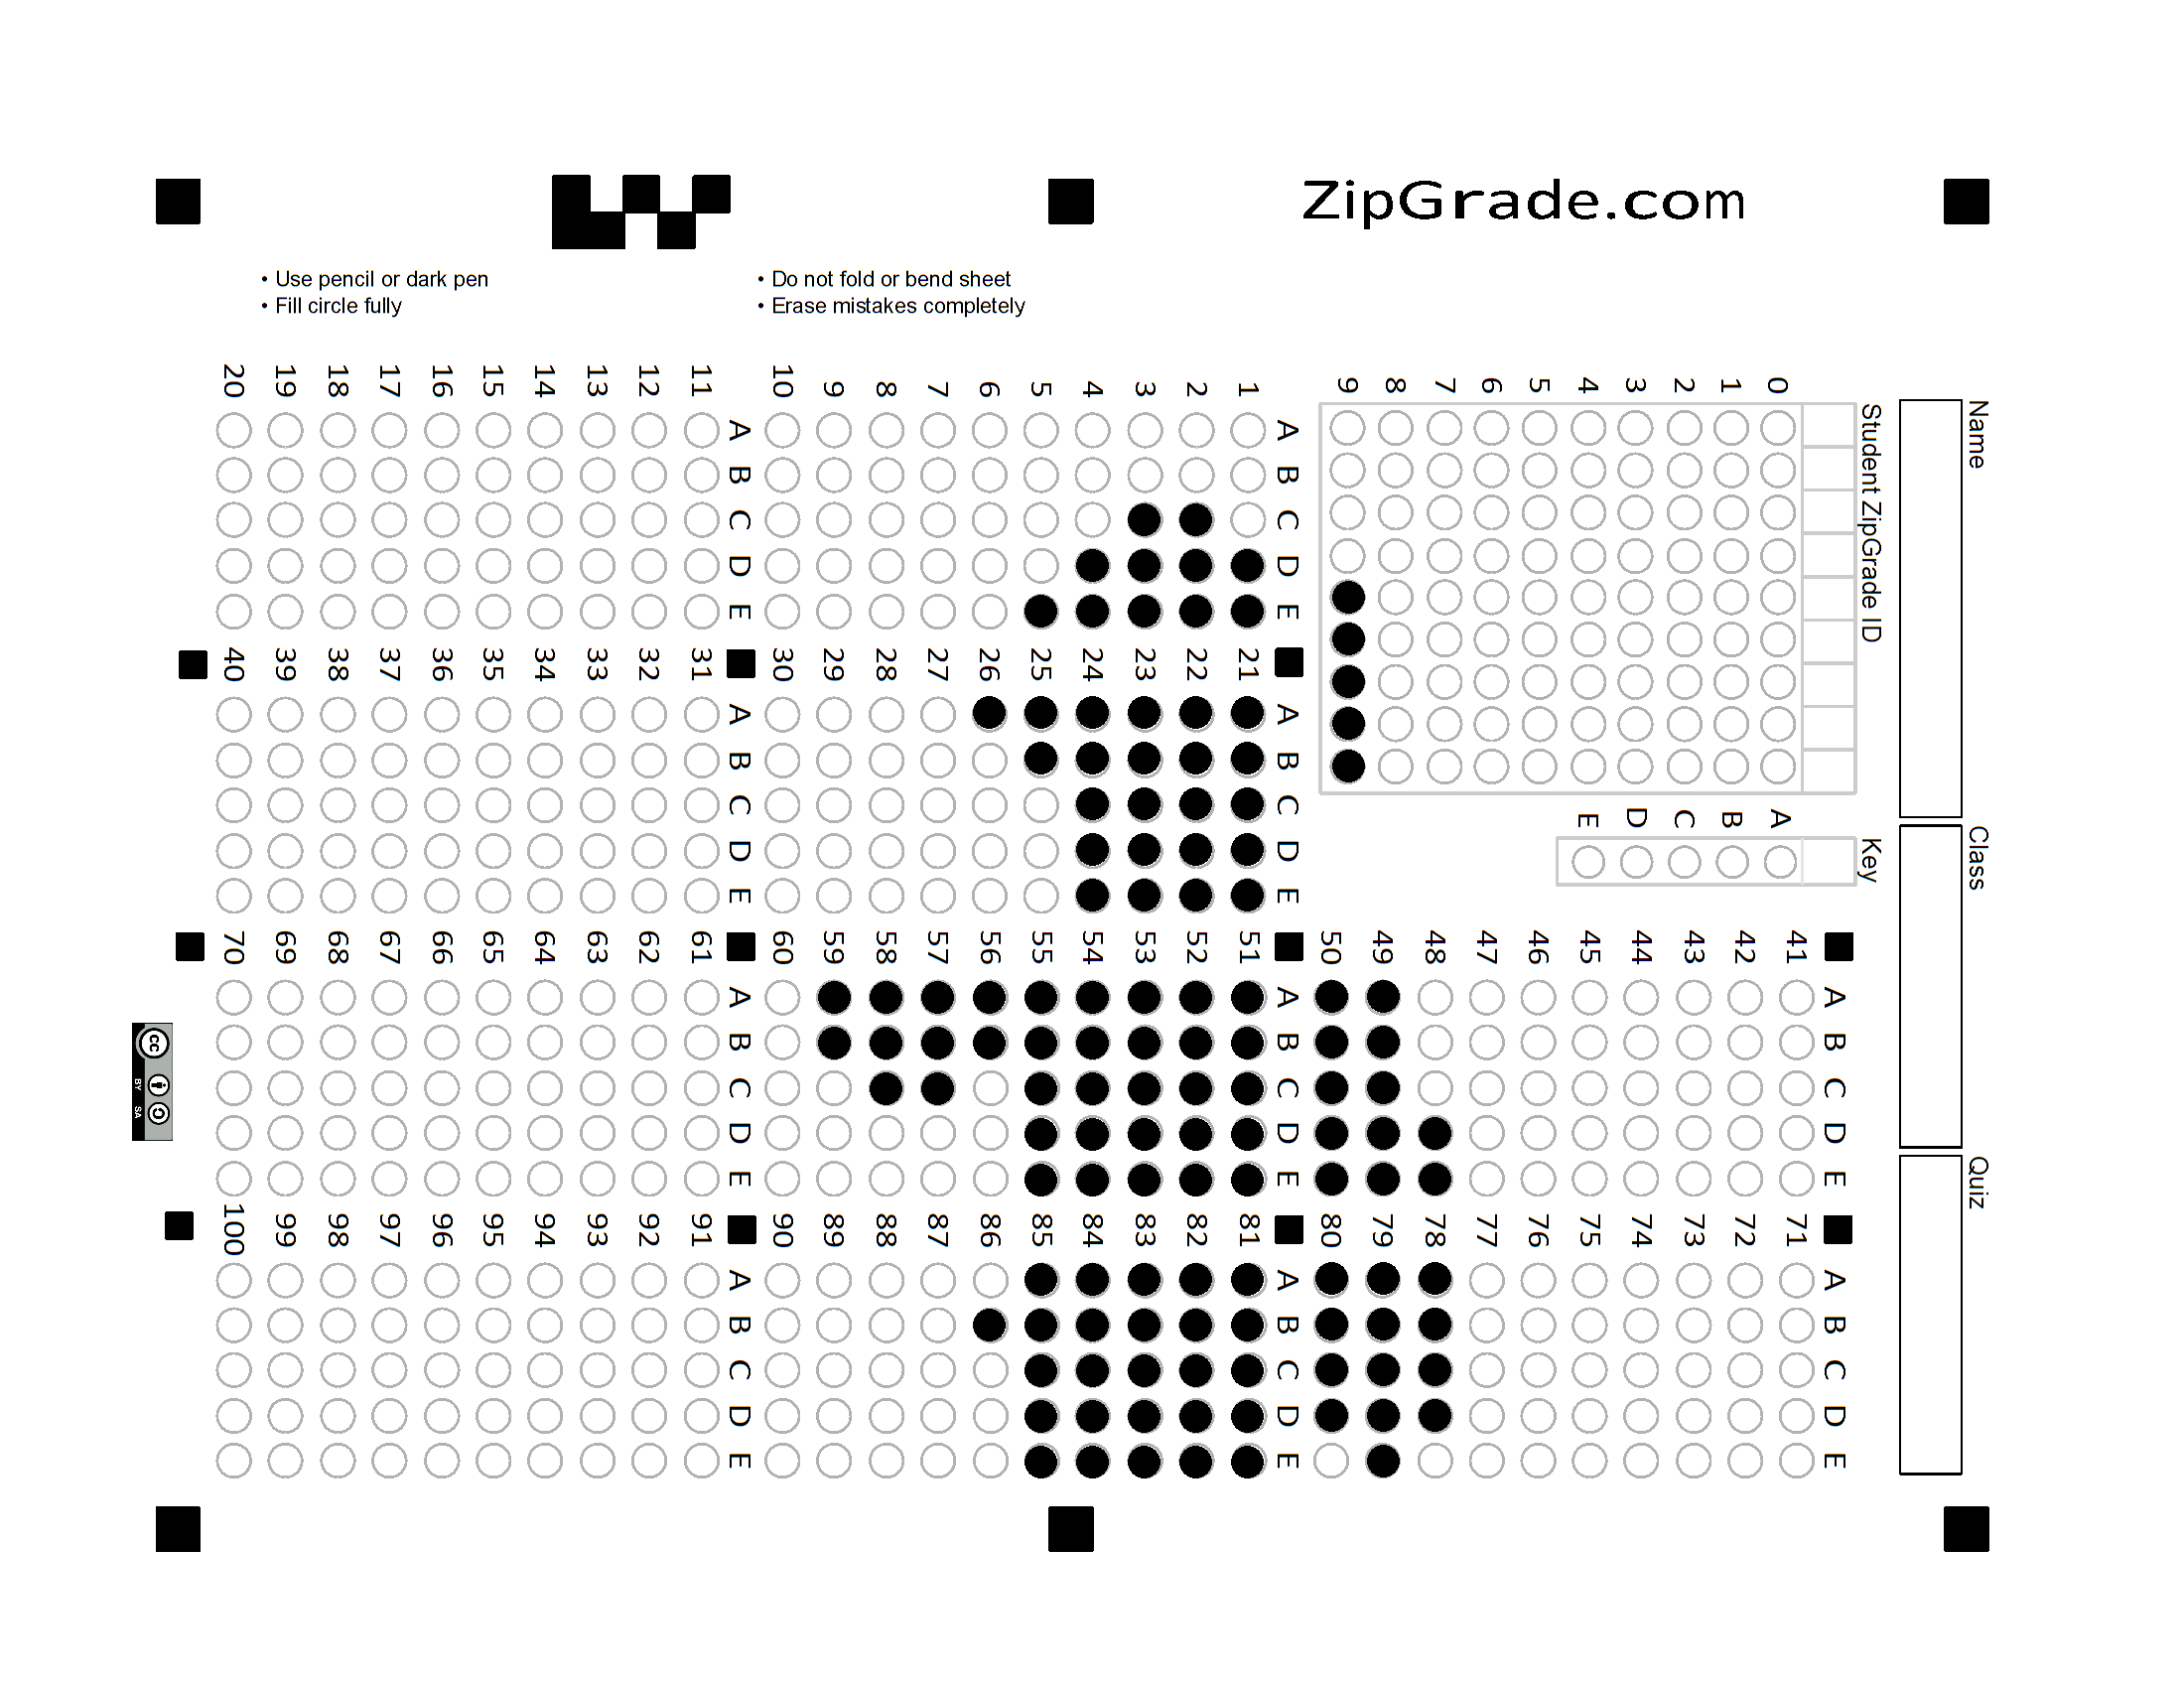 ZipGrade.com
• Use pencil or dark pen
• Fill circle fully
• Do not fold or bend sheet
• Erase mistakes completely
Name
Class
Quiz
Student ZipGrade ID
0 1 2 3 4 5 6 7 8 9
Key
A B C D E
1 2 3 4 5 6 7 8 9 10
A B C D E
11 12 13 14 15 16 17 18 19 20
A B C D E
21 22 23 24 25 26 27 28 29 30
A B C D E
31 32 33 34 35 36 37 38 39 40
A B C D E
41 42 43 44 45 46 47 48 49 50
A B C D E
51 52 53 54 55 56 57 58 59 60
A B C D E
61 62 63 64 65 66 67 68 69 70
A B C D E
71 72 73 74 75 76 77 78 79 80
A B C D E
81 82 83 84 85 86 87 88 89 90
A B C D E
91 92 93 94 95 96 97 98 99 100
A B C D E
cc
BY SA